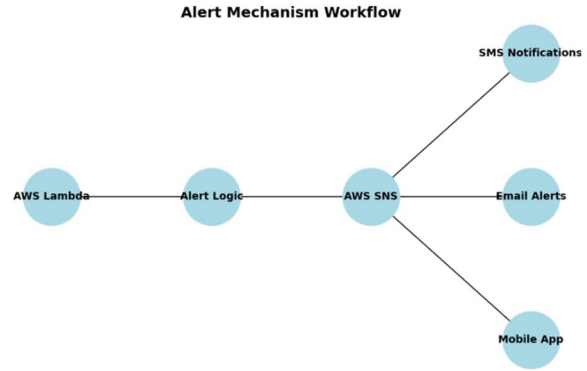 Alert Mechanism Workflow
SMS Notifications
AWS Lambda
Alert Logic
AWS SNS
Email Alerts
Mobile App